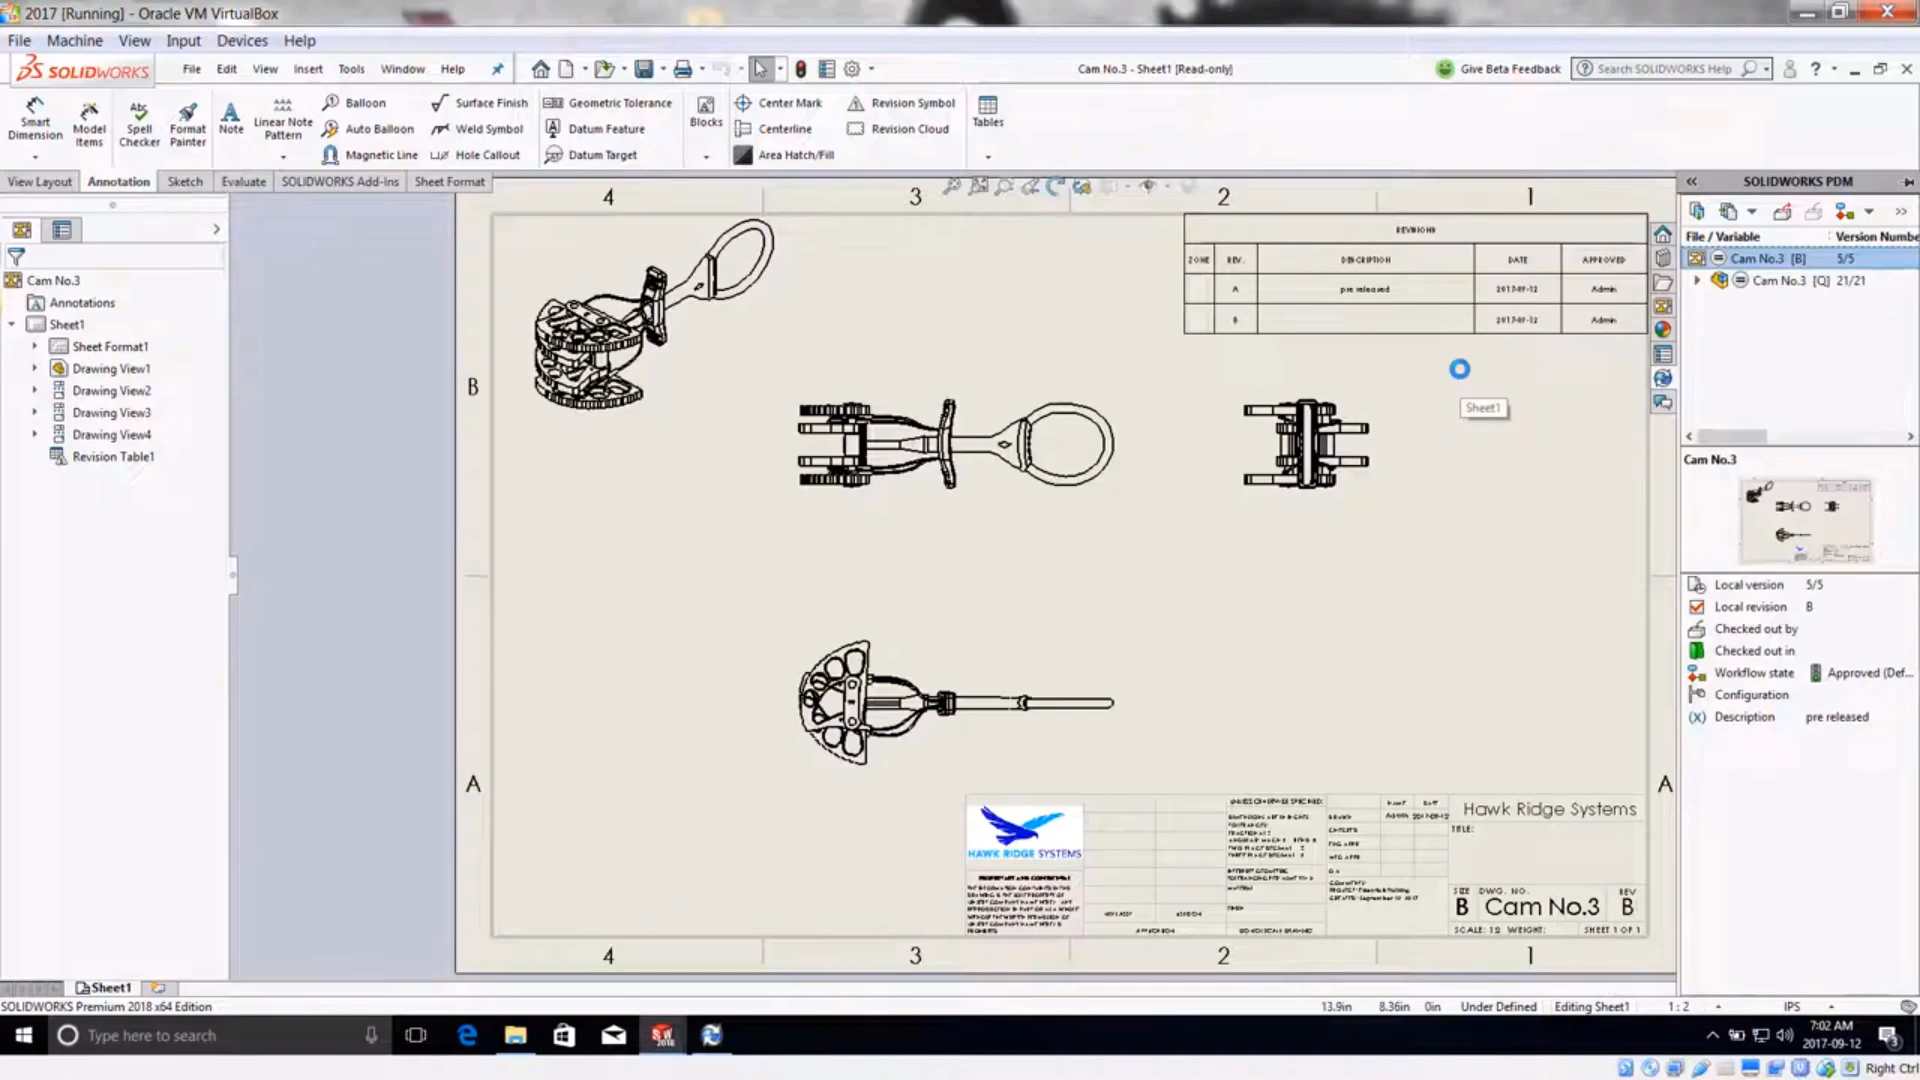 2017 [Running] - Oracle VM VirtualBox
File Machine View Input Devices Help
SOLIDWORKS File Edit View Insert Tools Window Help
Cam No.3 - Sheet1 [Read-only]
Give Beta Feedback
Search SOLIDWORKS Help
Smart Dimension
Model Items
Spell Checker
Format Painter
Note
Linear Note Pattern
Balloon
Auto Balloon
Magnetic Line
Surface Finish
Weld Symbol
Hole Callout
Geometric Tolerance
Datum Feature
Datum Target
Blocks
Center Mark
Centerline
Area Hatch/Fill
Revision Symbol
Revision Cloud
Tables
View Layout Annotation Sketch Evaluate SOLIDWORKS Add-Ins Sheet Format
Cam No.3
Annotations
Sheet1
Sheet Format1
Drawing View1
Drawing View2
Drawing View3
Drawing View4
Revision Table1
4 3 2 1
B
A
REVISIONS
ZONE REV. DESCRIPTION DATE APPROVED
A pre released 2017-09-12 Admin
B 2017-09-12 Admin
Sheet1
A
HAWK RIDGE SYSTEMS
Hawk Ridge Systems
TITLE:
SIZE DWG. NO. REV
B Cam No.3 B
SCALE: 1:2 WEIGHT: SHEET 1 OF 1
4 3 2 1
SOLIDWORKS PDM
File / Variable Version Numbe
Cam No.3 [B] 5/5
Cam No.3 [Q] 21/21
Cam No.3
Local version 5/5
Local revision B
Checked out by
Checked out in
Workflow state Approved (Def...
Configuration
Description pre released
Sheet1
SOLIDWORKS Premium 2018 x64 Edition
13.9in 8.36in 0in Under Defined Editing Sheet1 1 : 2 IPS
Type here to search
7:02 AM
2017-09-12
Right Ctrl